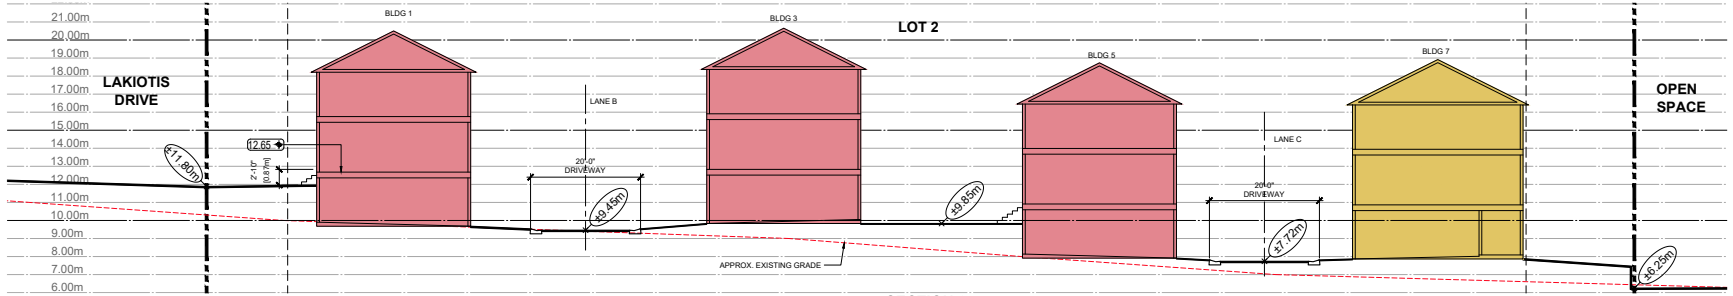 21.00m
20.00m
19.00m
18.00m
17.00m
16.00m
15.00m
14.00m
13.00m
12.00m
11.00m
10.00m
9.00m
8.00m
7.00m
6.00m
LAKIOTIS
DRIVE
±11.80m
12.65
2'-10"
[0.87m]
BLDG 1
LANE B
20'-0"
DRIVEWAY
±9.45m
BLDG 3
LOT 2
APPROX. EXISTING GRADE
±9.85m
BLDG 5
LANE C
20'-0"
DRIVEWAY
±7.72m
BLDG 7
OPEN
SPACE
±6.25m